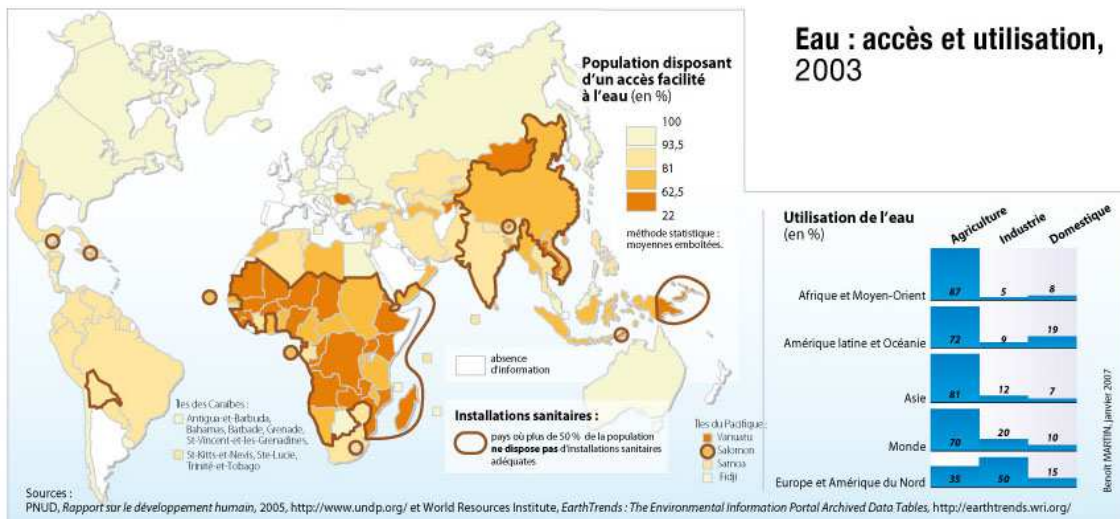 Eau : accès et utilisation,
2003
Population disposant
d'un accès facilité
à l'eau (en %)
100
93,5
81
62,5
22
méthode statistique :
moyennes emboîtées.
absence
d'information
Installations sanitaires :
pays où plus de 50 % de la population
ne dispose pas d'installations sanitaires
adéquates
Îles des Caraïbes :
Antigua-et-Barbuda,
Bahamas, Barbade, Grenade,
St-Vincent-et-les-Grenadines,
St-Kitts-et-Nevis, Ste-Lucie,
Trinité-et-Tobago
Îles du Pacifique :
Vanuatu
Salomon
Samoa
Fidji
Utilisation de l'eau
(en %)
Agriculture Industrie Domestique
Afrique et Moyen-Orient 87 5 8
Amérique latine et Océanie 72 9 19
Asie 81 12 7
Monde 70 20 10
Europe et Amérique du Nord 35 50 15
Benoît MARTIN, janvier 2007
Sources :
PNUD, Rapport sur le développement humain, 2005, http://www.undp.org/ et World Resources Institute, EarthTrends : The Environmental Information Portal Archived Data Tables, http://earthtrends.wri.org/